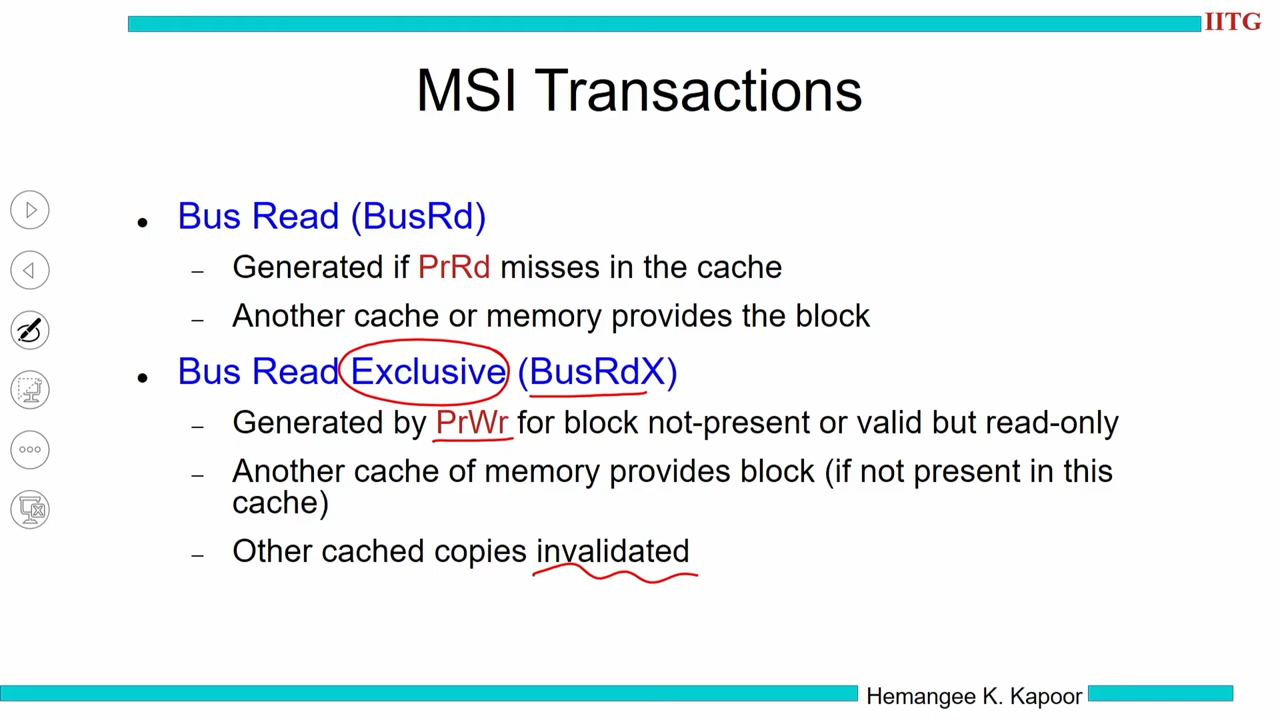 IITG
MSI Transactions
• Bus Read (BusRd)
– Generated if PrRd misses in the cache
– Another cache or memory provides the block
• Bus Read Exclusive (BusRdX)
– Generated by PrWr for block not-present or valid but read-only
– Another cache of memory provides block (if not present in this
cache)
– Other cached copies invalidated
Hemangee K. Kapoor